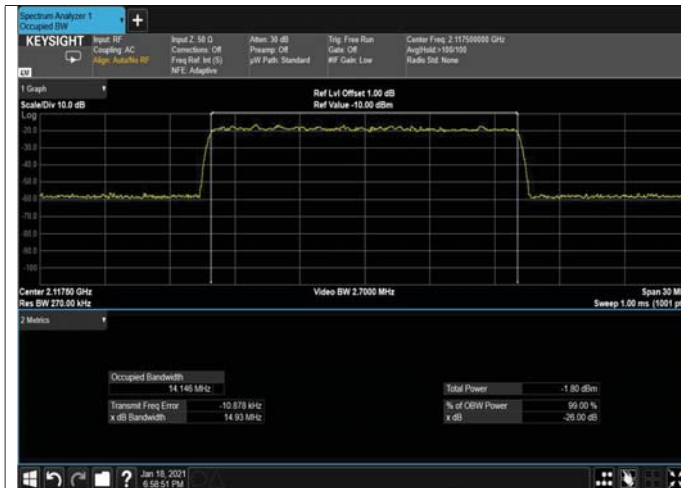 Spectrum Analyzer 1
Occupied BW
KEYSIGHT
Input: RF
Coupling: AC
Align: Auto/No RF
Input Z: 50 Ω
Corrections: Off
Freq Ref: Int (S)
NFE: Adaptive
Atten: 30 dB
Preamp: Off
µW Path: Standard
Trig: Free Run
Gate: Off
#IF Gain: Low
Center Freq: 2.117500000 GHz
Avg|Hold:>100/100
Radio Std: None
LV
1 Graph
Scale/Div 10.0 dB
Ref Lvl Offset 1.00 dB
Ref Value -10.00 dBm
Log
-20.0
-30.0
-40.0
-50.0
-60.0
-70.0
-80.0
-90.0
-100
Center 2.11750 GHz
Res BW 270.00 kHz
Video BW 2.7000 MHz
Span 30 M
Sweep 1.00 ms (1001 pt
2 Metrics
Occupied Bandwidth
14.146 MHz
Transmit Freq Error -10.878 kHz
x dB Bandwidth 14.93 MHz
Total Power -1.80 dBm
% of OBW Power 99.00 %
x dB -26.00 dB
Jan 18, 2021
6:58:51 PM